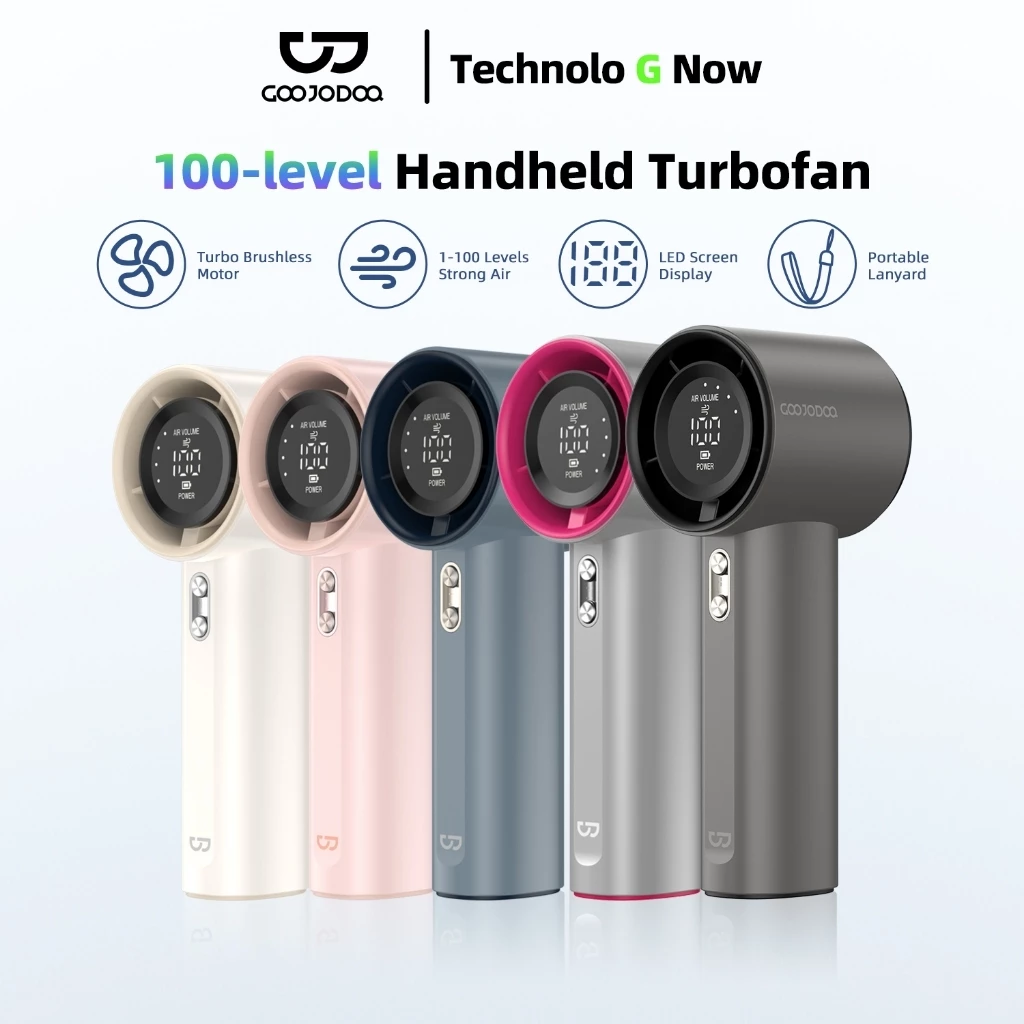 GOOJODOQ
Technolo G Now
100-level Handheld Turbofan
Turbo Brushless
Motor
1-100 Levels
Strong Air
188
LED Screen
Display
Portable
Lanyard
AIR VOLUME
100
POWER
AIR VOLUME
100
POWER
AIR VOLUME
100
POWER
AIR VOLUME
100
POWER
AIR VOLUME
100
POWER
GOOJODOQ